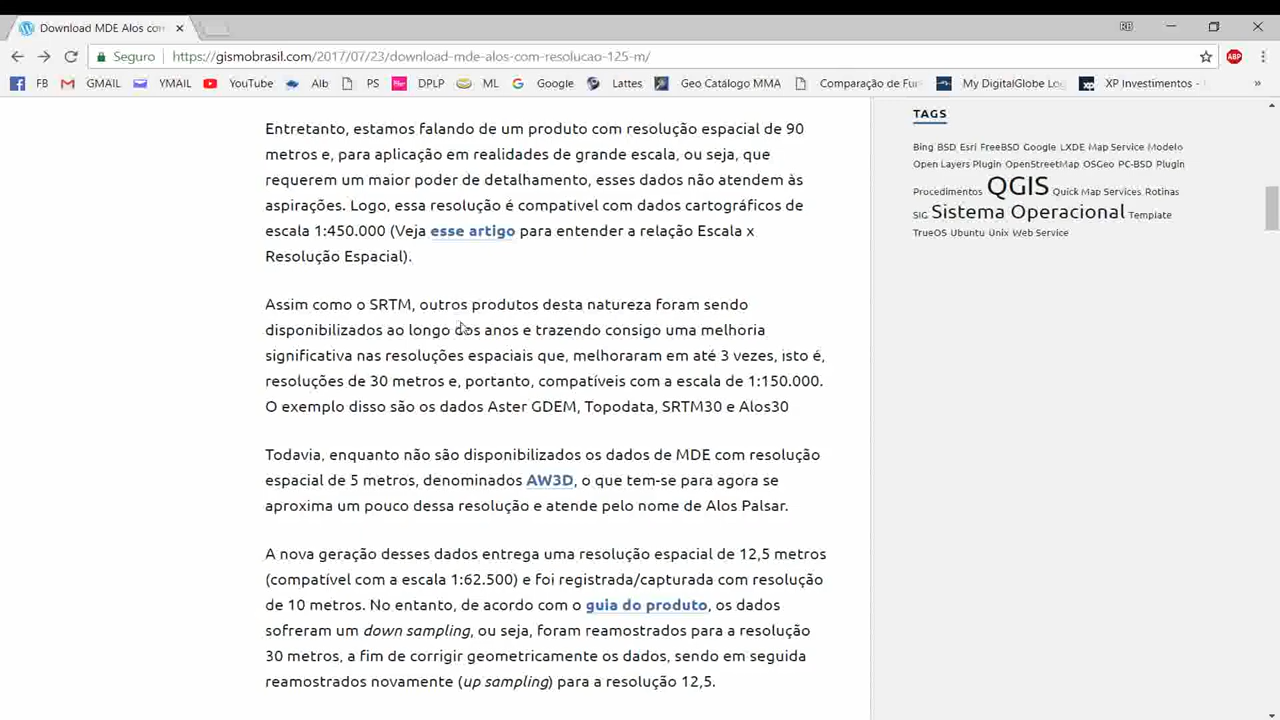 Download MDE Alos con
Seguro
https://gismobrasil.com/2017/07/23/download-mde-alos-com-resolucao-125-m/
ABP
FB GMAIL YMAIL YouTube Alb PS DPLP ML Google Lattes Geo Catálogo MMA Comparação de Fu My DigitalGlobe Lo XP Investimentos - »
Entretanto, estamos falando de um produto com resolução espacial de 90
metros e, para aplicação em realidades de grande escala, ou seja, que
requerem um maior poder de detalhamento, esses dados não atendem às
aspirações. Logo, essa resolução é compatível com dados cartográficos de
escala 1:450.000 (Veja esse artigo para entender a relação Escala x
Resolução Espacial).
Assim como o SRTM, outros produtos desta natureza foram sendo
disponibilizados ao longo dos anos e trazendo consigo uma melhoria
significativa nas resoluções espaciais que, melhoraram em até 3 vezes, isto é,
resoluções de 30 metros e, portanto, compatíveis com a escala de 1:150.000.
O exemplo disso são os dados Aster GDEM, Topodata, SRTM30 e Alos30
Todavia, enquanto não são disponibilizados os dados de MDE com resolução
espacial de 5 metros, denominados AW3D, o que tem-se para agora se
aproxima um pouco dessa resolução e atende pelo nome de Alos Palsar.
A nova geração desses dados entrega uma resolução espacial de 12,5 metros
(compatível com a escala 1:62.500) e foi registrada/capturada com resolução
de 10 metros. No entanto, de acordo com o guia do produto, os dados
sofreram um down sampling, ou seja, foram reamostrados para a resolução
30 metros, a fim de corrigir geometricamente os dados, sendo em seguida
reamostrados novamente (up sampling) para a resolução 12,5.
TAGS
Bing BSD Esri FreeBSD Google LXDE Map Service Modelo
Open Layers Plugin OpenStreetMap OSGeo PC-BSD Plugin
Procedimentos QGIS Quick Map Services Rotinas
SIG Sistema Operacional Template
TrueOS Ubuntu Unix Web Service